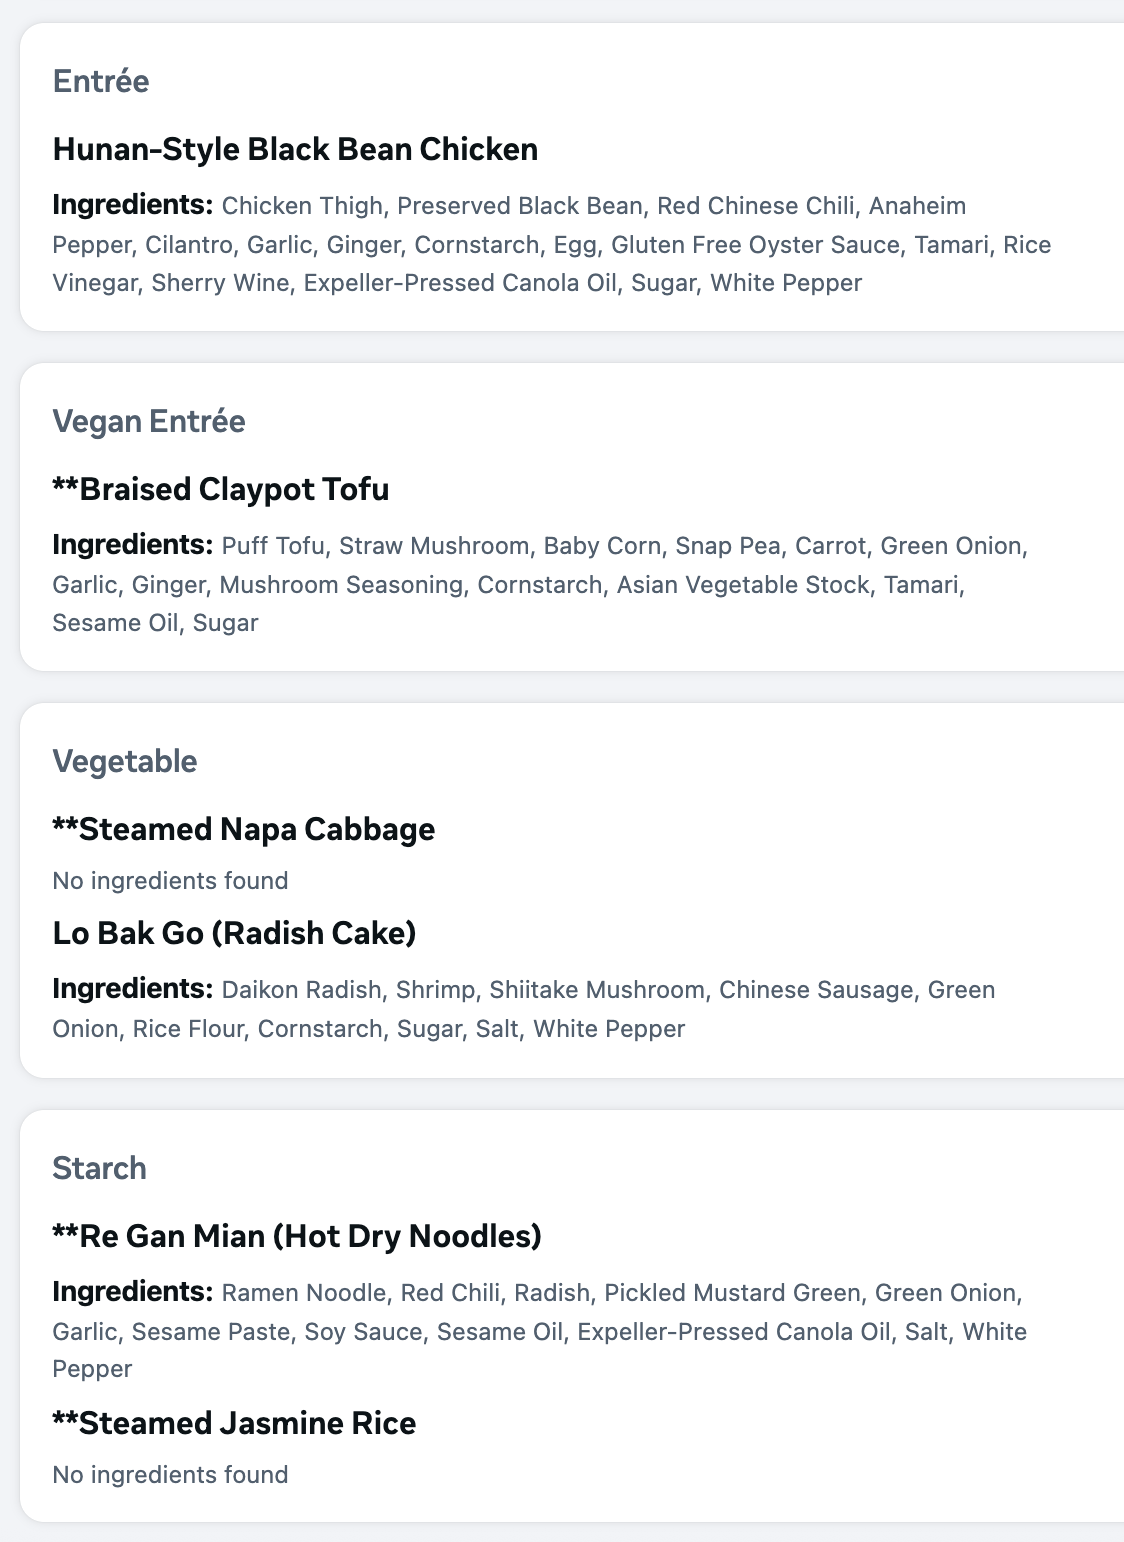 Entrée
Hunan-Style Black Bean Chicken
Ingredients: Chicken Thigh, Preserved Black Bean, Red Chinese Chili, Anaheim
Pepper, Cilantro, Garlic, Ginger, Cornstarch, Egg, Gluten Free Oyster Sauce, Tamari, Rice
Vinegar, Sherry Wine, Expeller-Pressed Canola Oil, Sugar, White Pepper
Vegan Entrée
**Braised Claypot Tofu
Ingredients: Puff Tofu, Straw Mushroom, Baby Corn, Snap Pea, Carrot, Green Onion,
Garlic, Ginger, Mushroom Seasoning, Cornstarch, Asian Vegetable Stock, Tamari,
Sesame Oil, Sugar
Vegetable
**Steamed Napa Cabbage
No ingredients found
Lo Bak Go (Radish Cake)
Ingredients: Daikon Radish, Shrimp, Shiitake Mushroom, Chinese Sausage, Green
Onion, Rice Flour, Cornstarch, Sugar, Salt, White Pepper
Starch
**Re Gan Mian (Hot Dry Noodles)
Ingredients: Ramen Noodle, Red Chili, Radish, Pickled Mustard Green, Green Onion,
Garlic, Sesame Paste, Soy Sauce, Sesame Oil, Expeller-Pressed Canola Oil, Salt, White
Pepper
**Steamed Jasmine Rice
No ingredients found